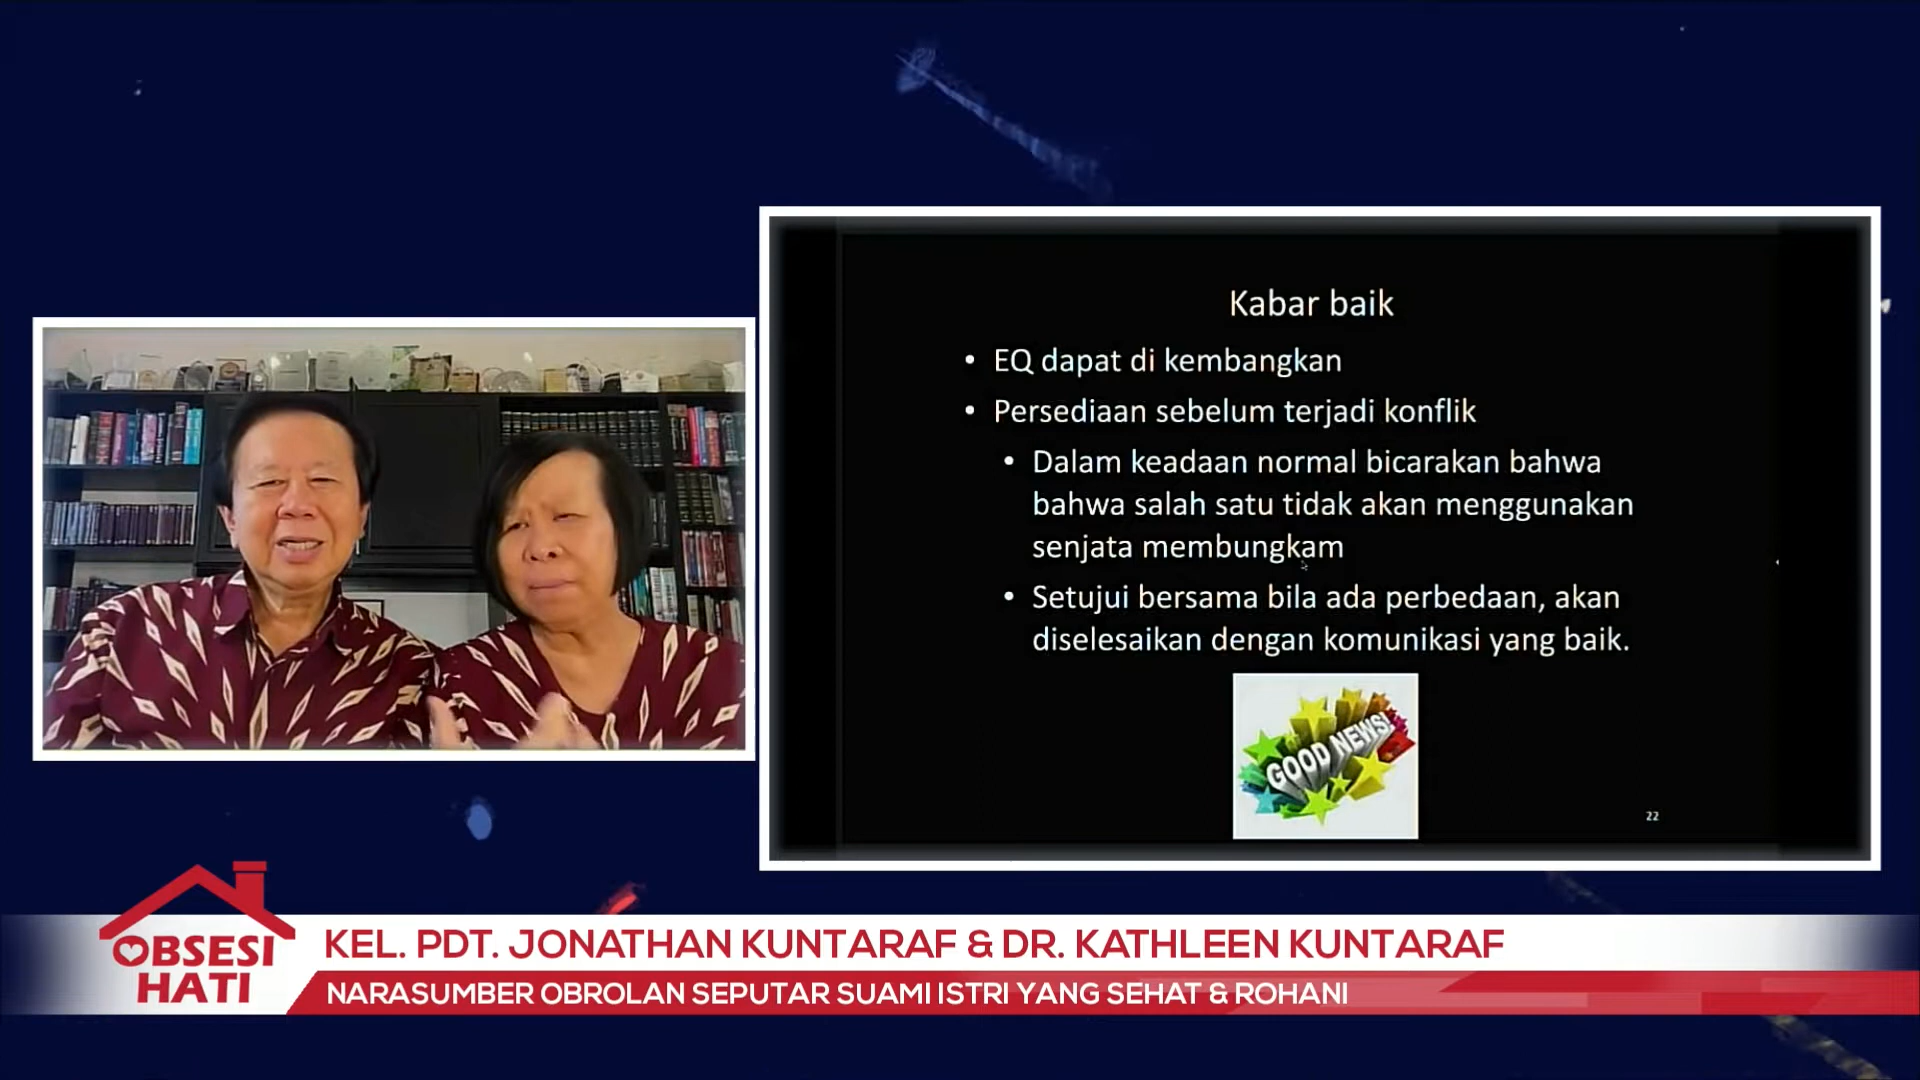 Kabar baik
• EQ dapat di kembangkan
• Persediaan sebelum terjadi konflik
• Dalam keadaan normal bicarakan bahwa
bahwa salah satu tidak akan menggunakan
senjata membungkam
• Setujui bersama bila ada perbedaan, akan
diselesaikan dengan komunikasi yang baik.
GOOD NEWS!
22
OBSESI
HATI
KEL. PDT. JONATHAN KUNTARAF & DR. KATHLEEN KUNTARAF
NARASUMBER OBROLAN SEPUTAR SUAMI ISTRI YANG SEHAT & ROHANI